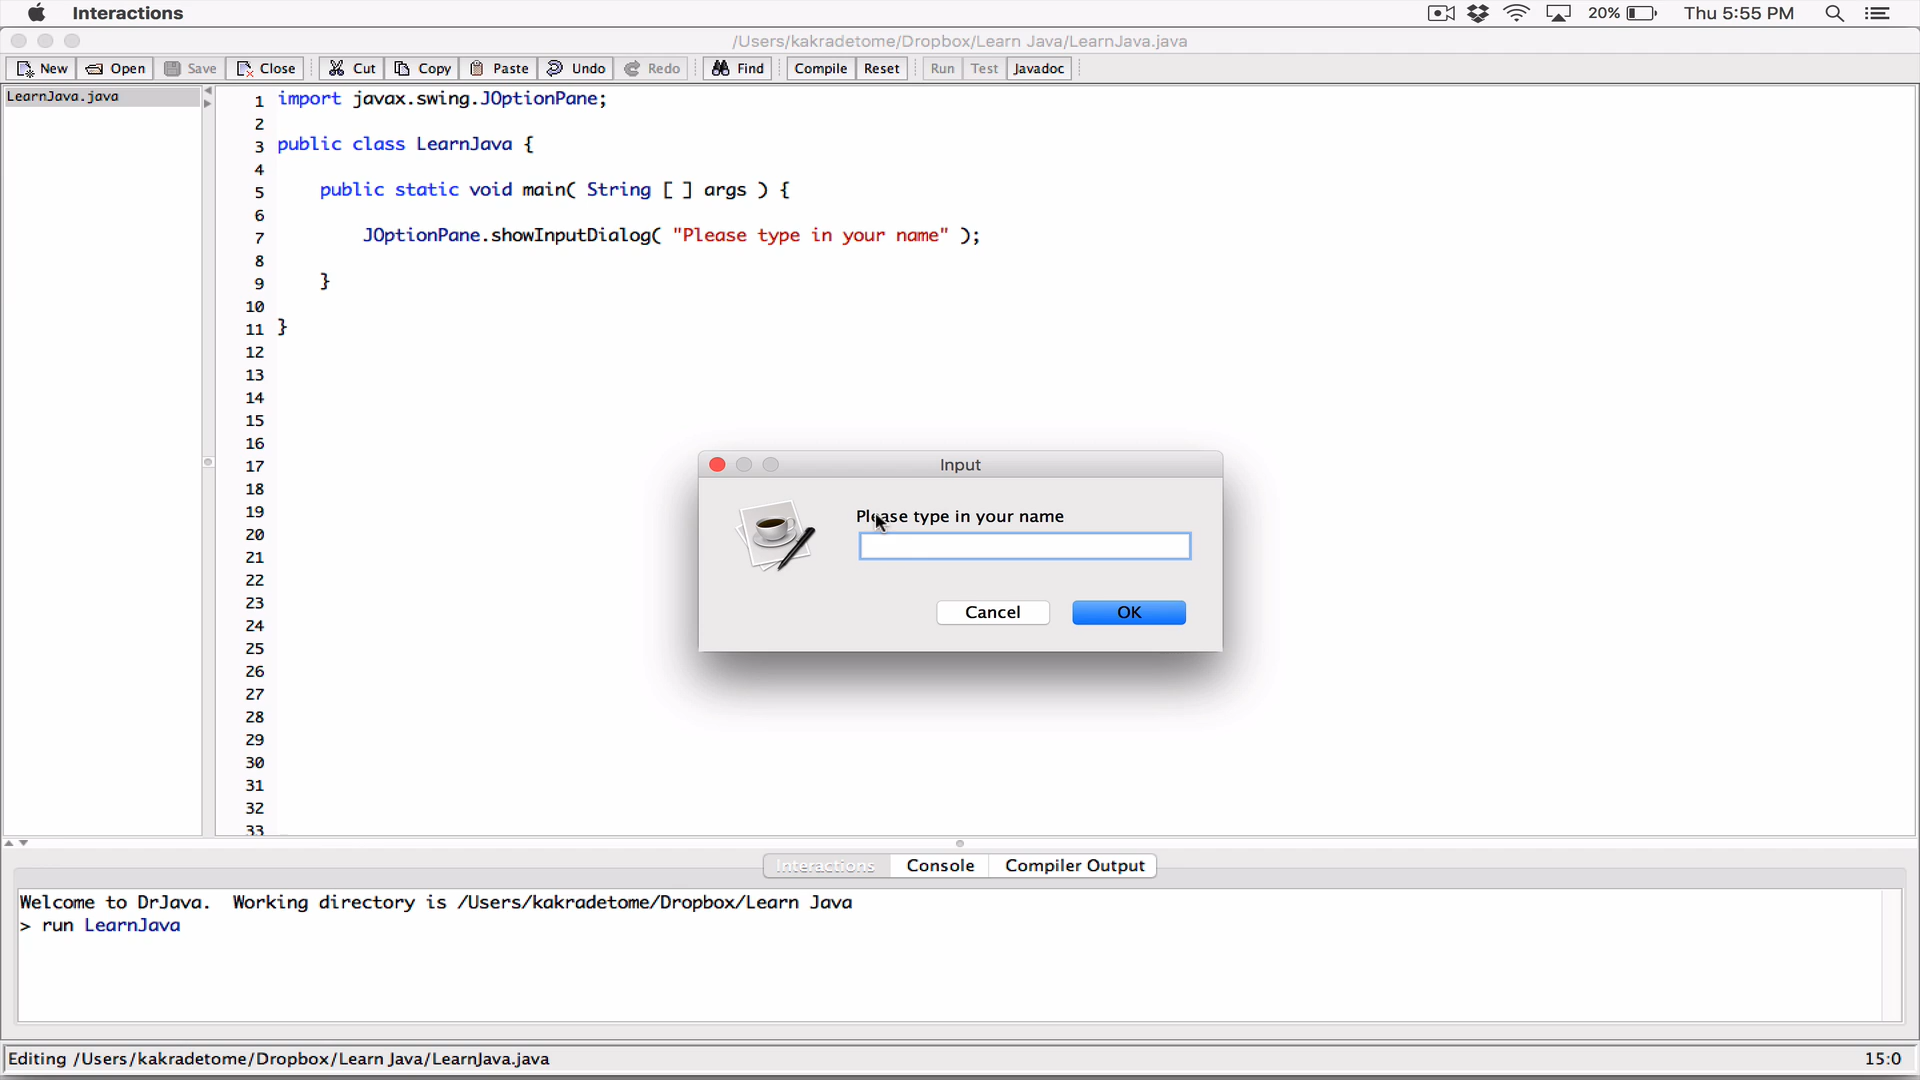 Interactions 20% Thu 5:55 PM
/Users/kakradetome/Dropbox/Learn Java/LearnJava.java
New Open Save Close Cut Copy Paste Undo Redo Find Compile Reset Run Test Javadoc
LearnJava.java
1 import javax.swing.JOptionPane;
2
3 public class LearnJava {
4
5 public static void main( String [ ] args ) {
6
7 JOptionPane.showInputDialog( "Please type in your name" );
8
9 }
10
11 }
12
13
14
15
16
17
18
19
20
21
22
23
24
25
26
27
28
29
30
31
32
33
Input
Please type in your name
Cancel OK
Interactions Console Compiler Output
Welcome to DrJava. Working directory is /Users/kakradetome/Dropbox/Learn Java
> run LearnJava
Editing /Users/kakradetome/Dropbox/Learn Java/LearnJava.java 15:0